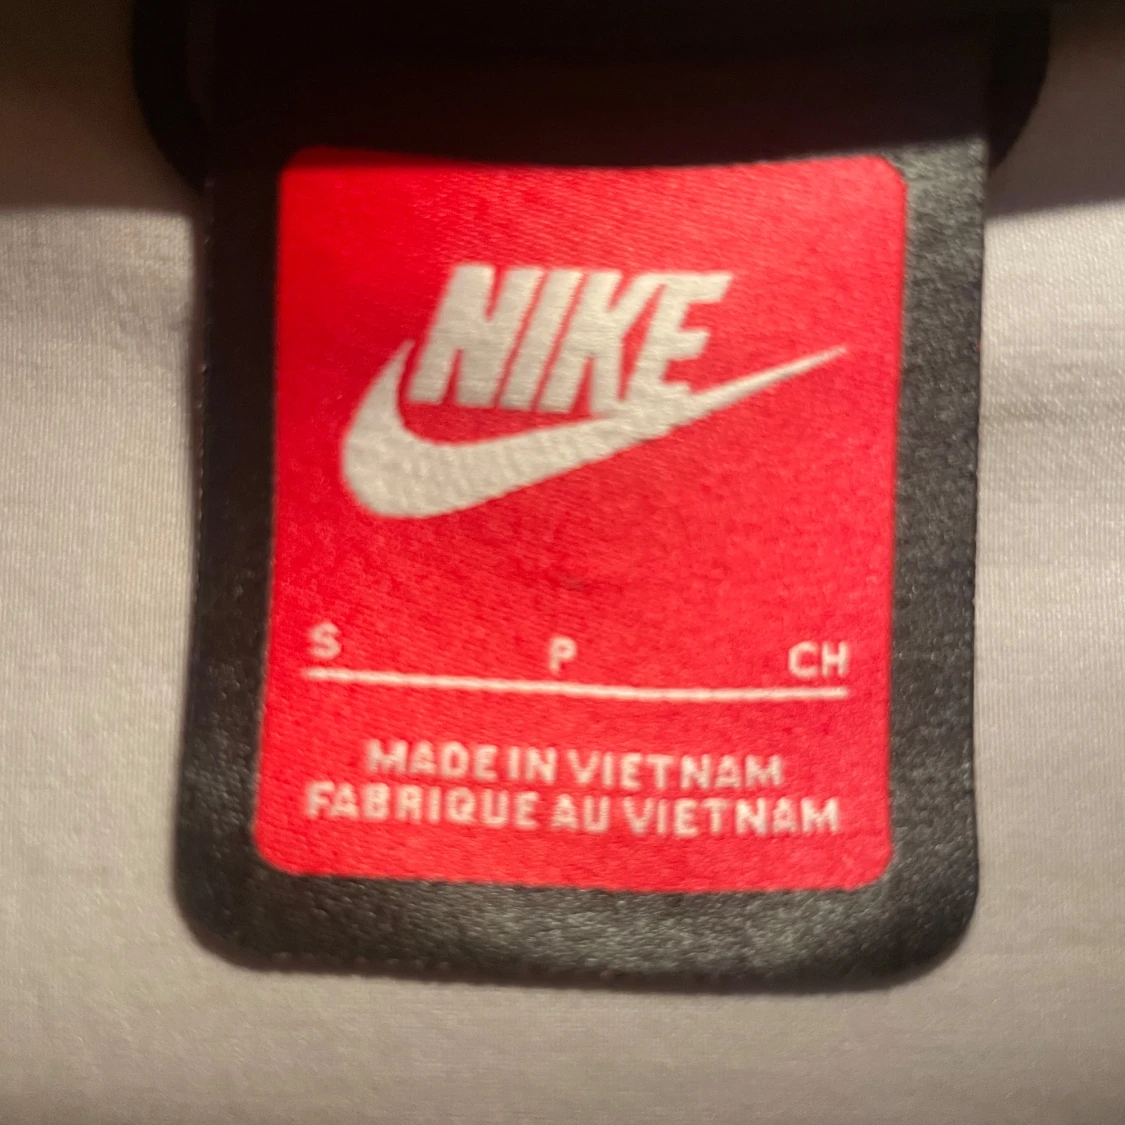 NIKE
S P CH
MADE IN VIETNAM
FABRIQUE AU VIETNAM